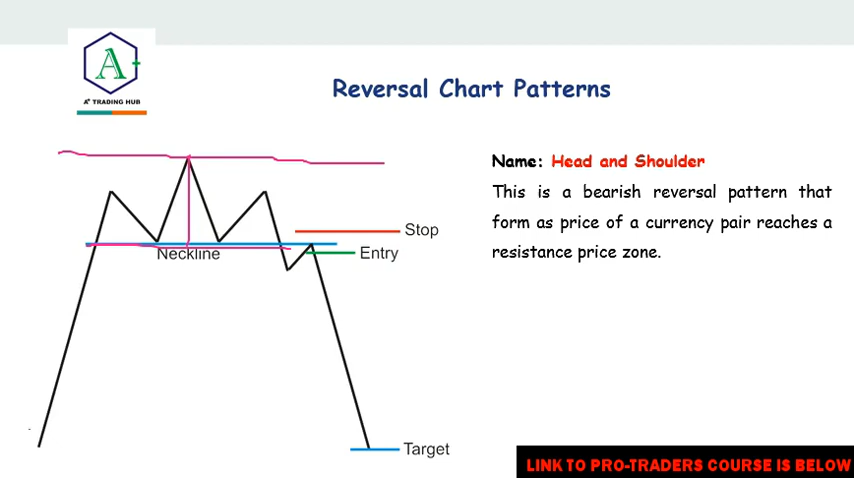 A+
A+ TRADING HUB
Reversal Chart Patterns
Name: Head and Shoulder
This is a bearish reversal pattern that
form as price of a currency pair reaches a
resistance price zone.
Stop
Neckline
Entry
Target
LINK TO PRO-TRADERS COURSE IS BELOW